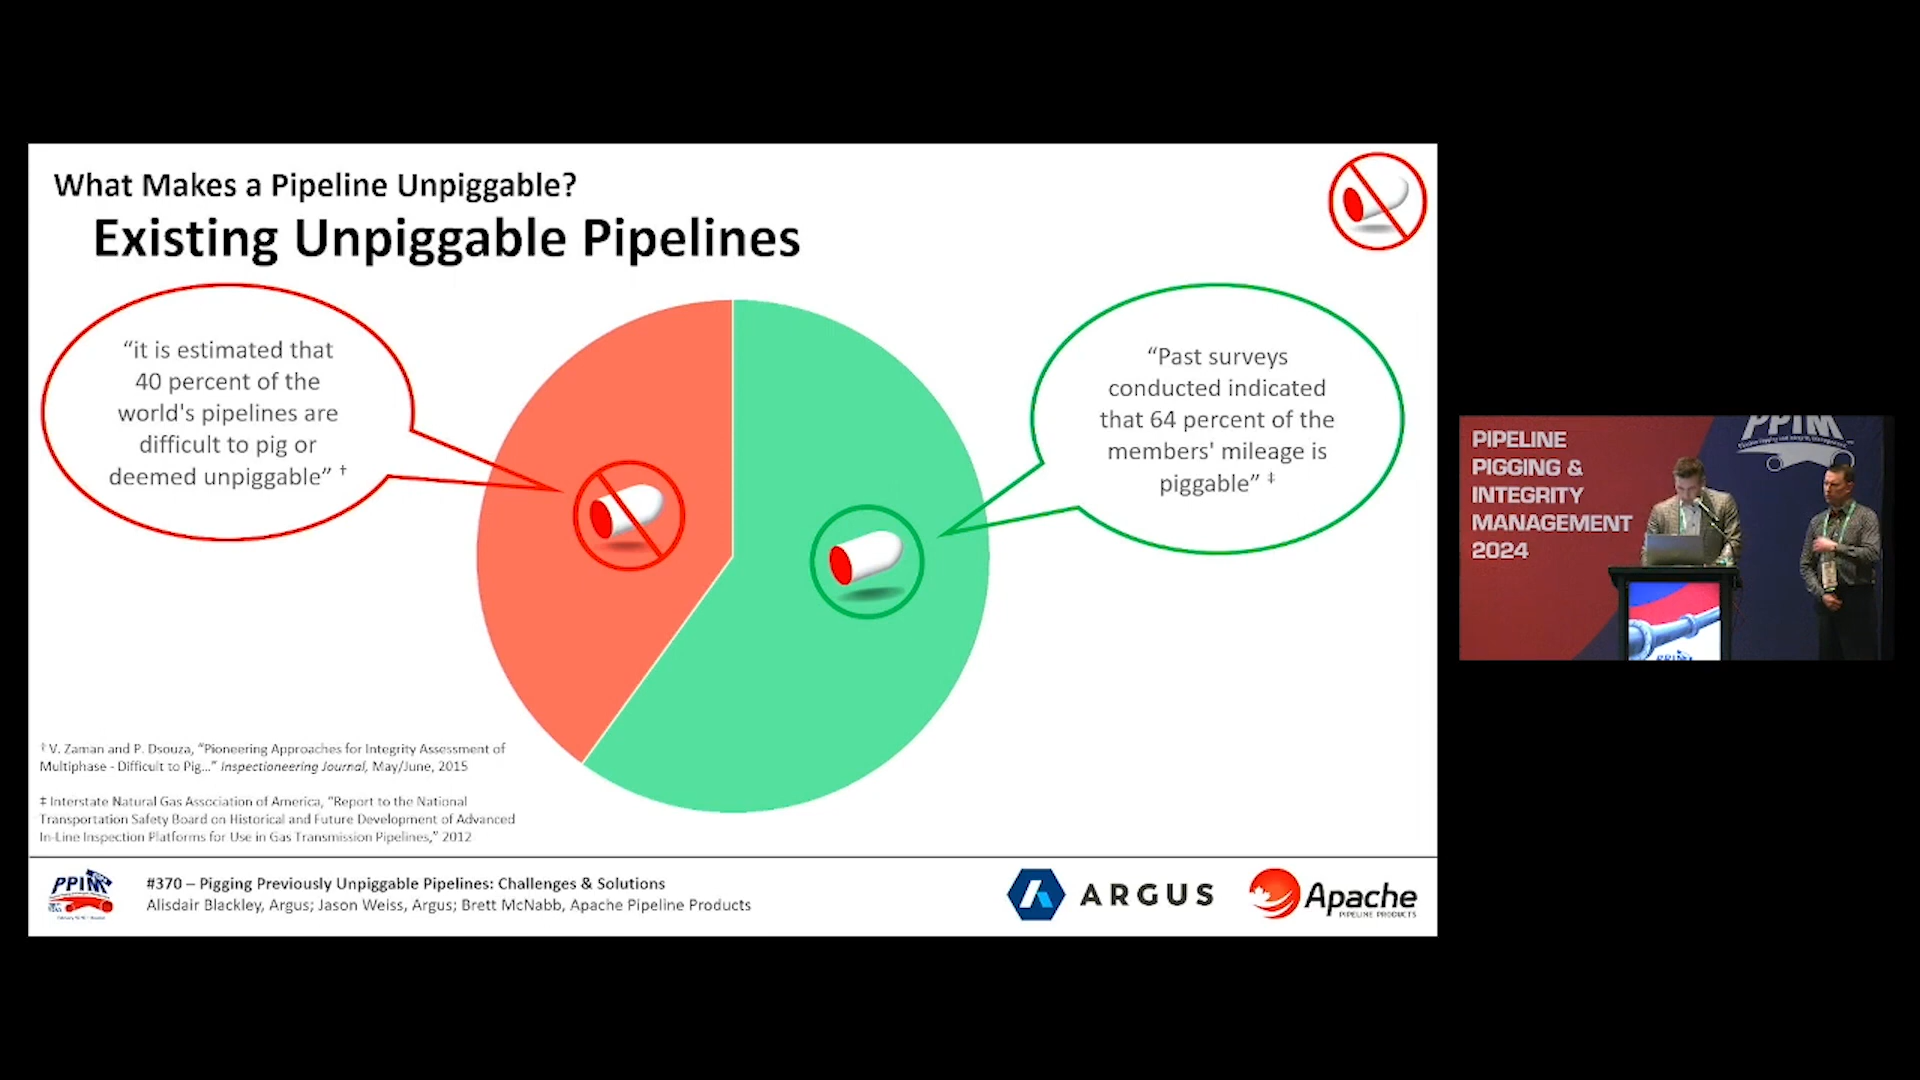 What Makes a Pipeline Unpiggable?
Existing Unpiggable Pipelines
“it is estimated that
40 percent of the
world's pipelines are
difficult to pig or
deemed unpiggable” †
“Past surveys
conducted indicated
that 64 percent of the
members' mileage is
piggable” ‡
† V. Zaman and P. Dsouza, “Pioneering Approaches for Integrity Assessment of
Multiphase - Difficult to Pig…” Inspectioneering Journal, May/June, 2015
‡ Interstate Natural Gas Association of America, “Report to the National
Transportation Safety Board on Historical and Future Development of Advanced
In-Line Inspection Platforms for Use in Gas Transmission Pipelines,” 2012
PPIM
#370 – Pigging Previously Unpiggable Pipelines: Challenges & Solutions
Alisdair Blackley, Argus; Jason Weiss, Argus; Brett McNabb, Apache Pipeline Products
ARGUS
Apache
PIPELINE PRODUCTS
PIPELINE
PIGGING &
INTEGRITY
MANAGEMENT
2024
PPIM